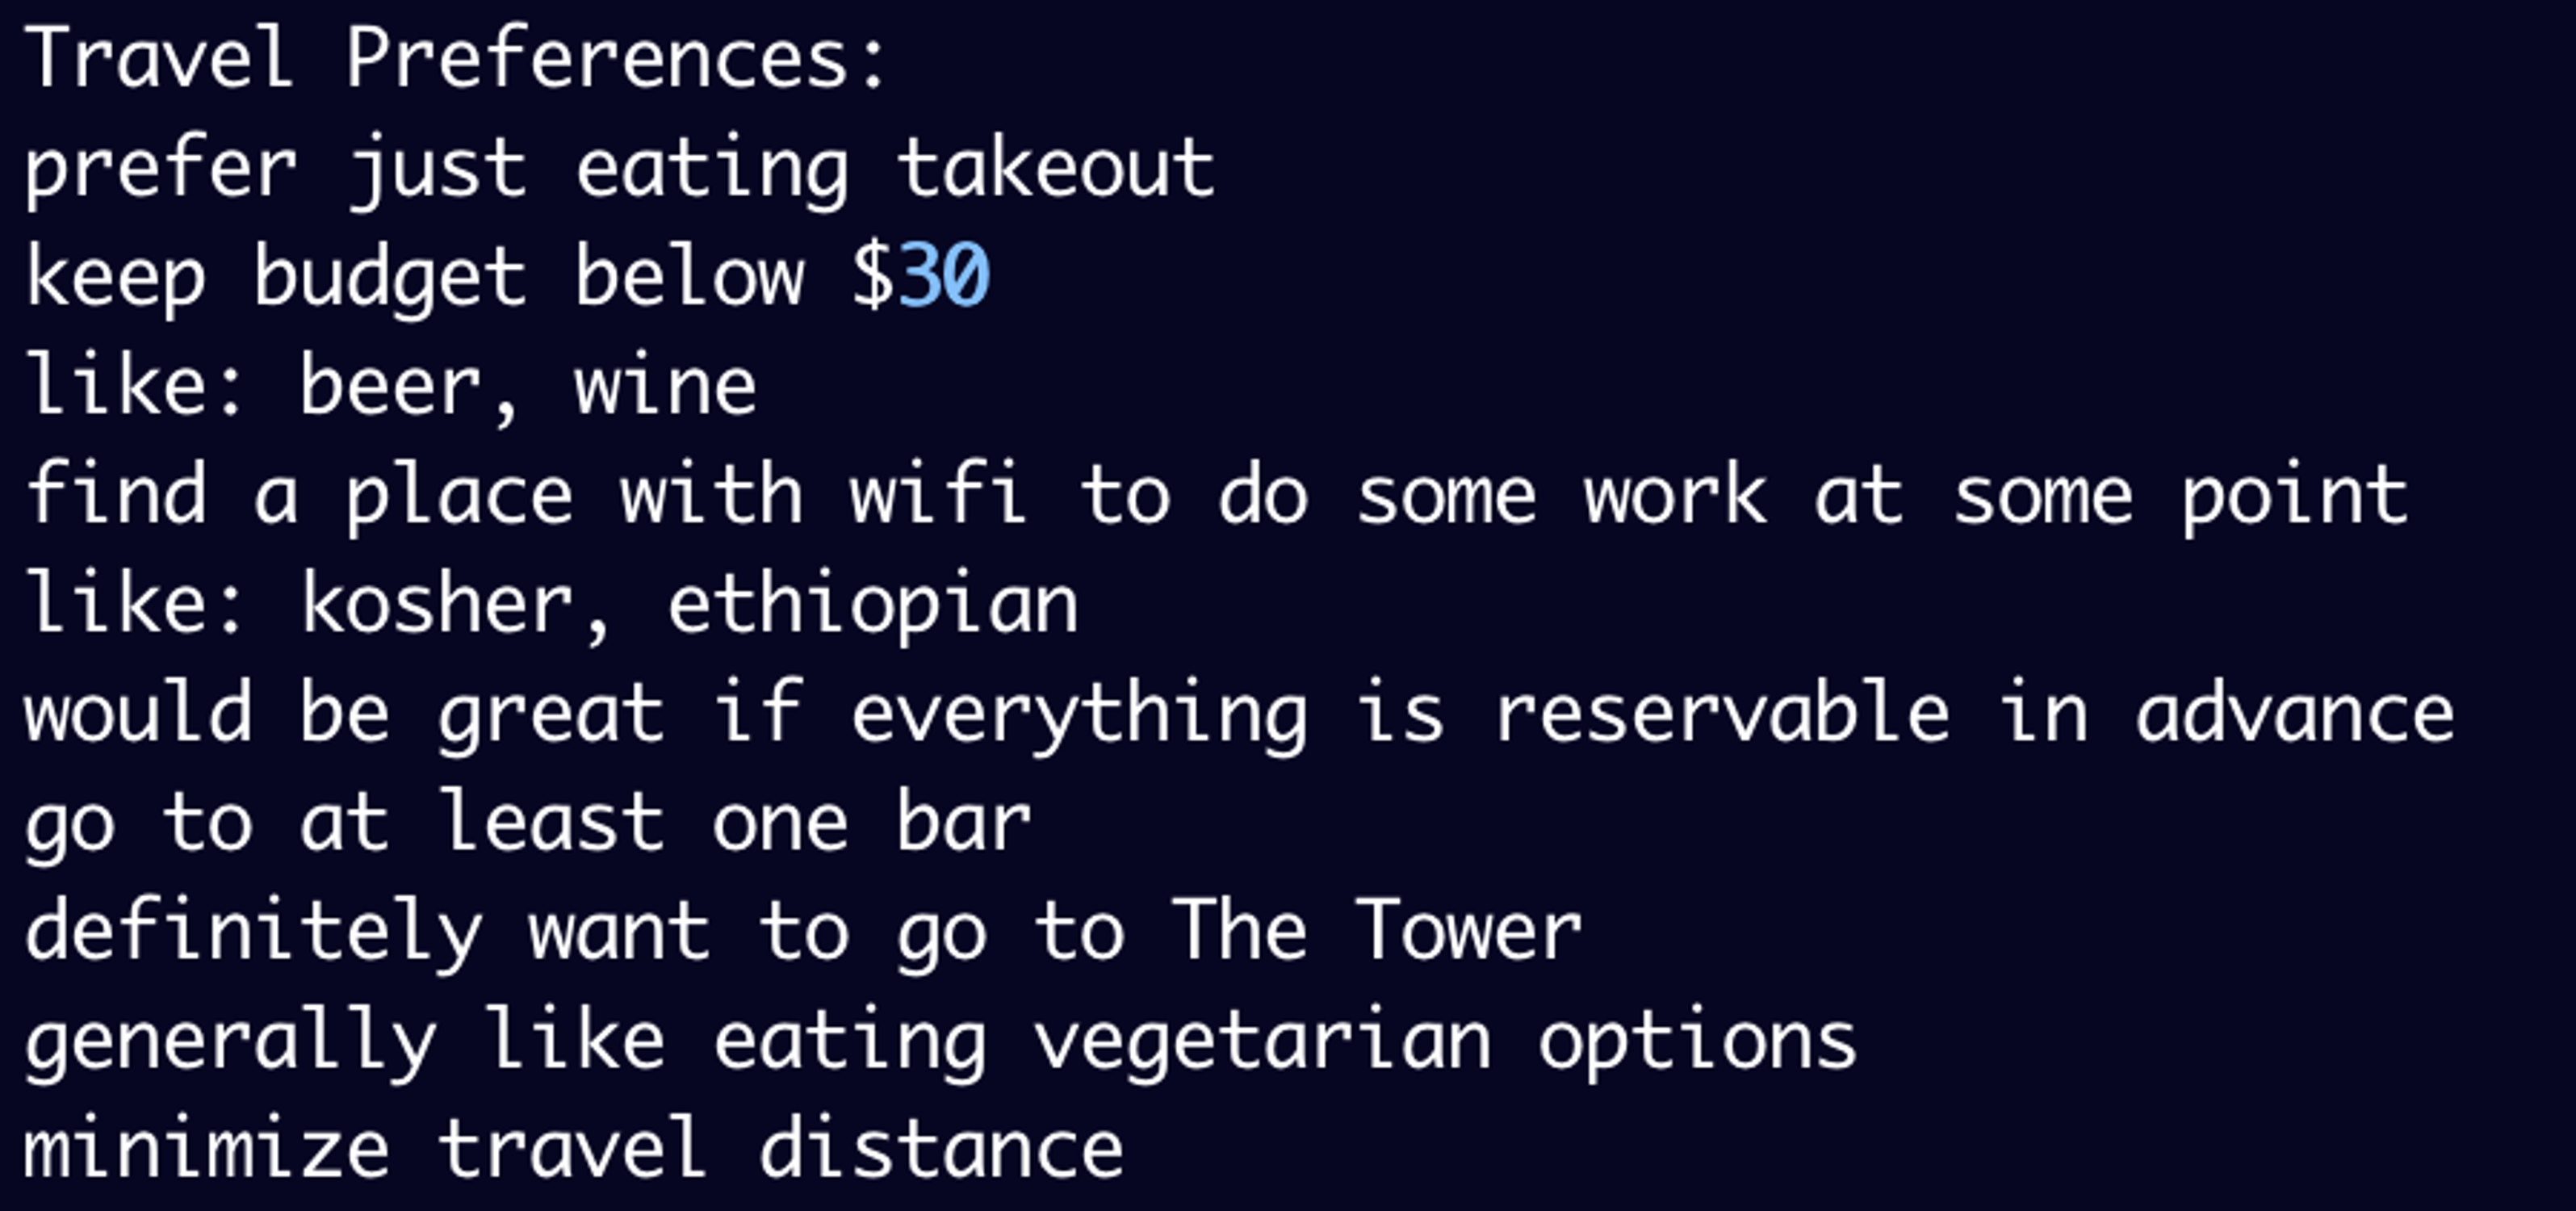 Travel Preferences:
prefer just eating takeout
keep budget below $30
like: beer, wine
find a place with wifi to do some work at some point
like: kosher, ethiopian
would be great if everything is reservable in advance
go to at least one bar
definitely want to go to The Tower
generally like eating vegetarian options
minimize travel distance